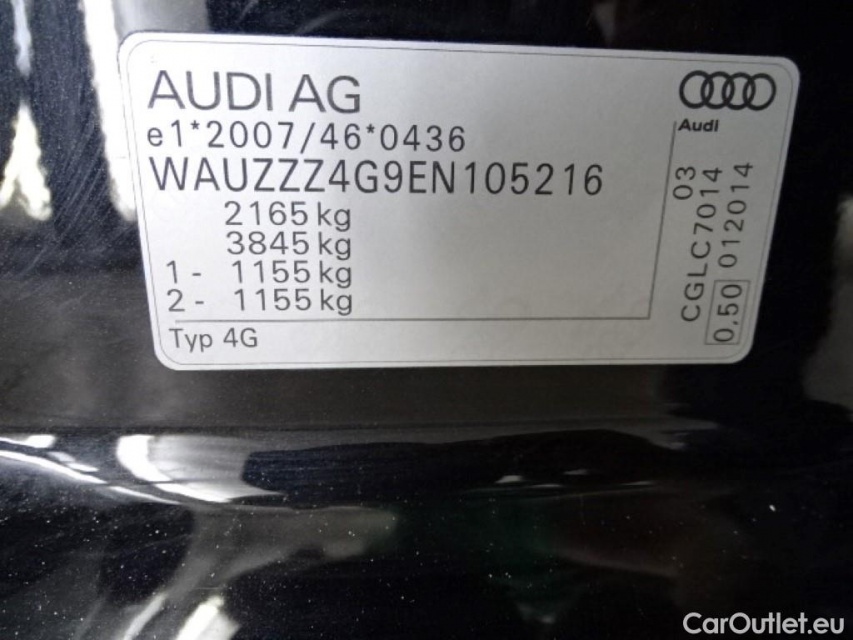 AUDI AG
e1*2007/46*0436
WAUZZZ4G9EN105216
2165 kg
3845 kg
1 - 1155 kg
2 - 1155 kg
Typ 4G
Audi
03
CGLC7014
0,50 012014
CarOutlet.eu